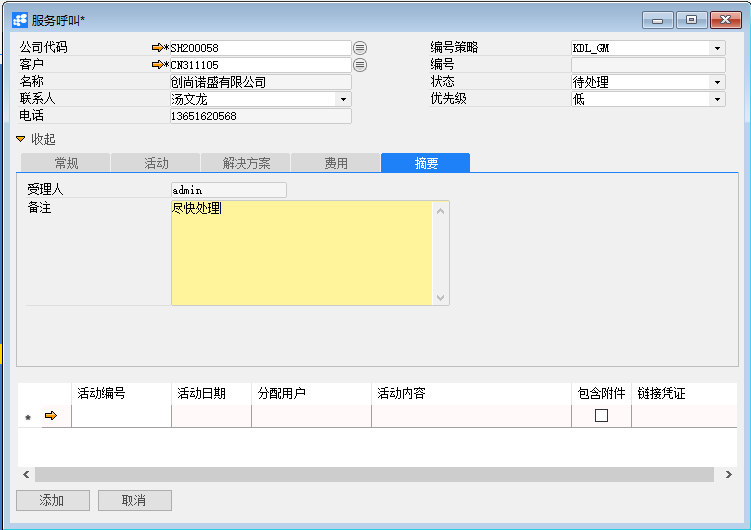 服务呼叫*
公司代码 *SH200058 编号策略 KDL_GM
客户 *CN311105 编号
名称 创尚诺盛有限公司 状态 待处理
联系人 汤文龙 优先级 低
电话 13651620568
收起
常规 活动 解决方案 费用 摘要
受理人 admin
备注 尽快处理
活动编号 活动日期 分配用户 活动内容 包含附件 链接凭证
*
添加 取消